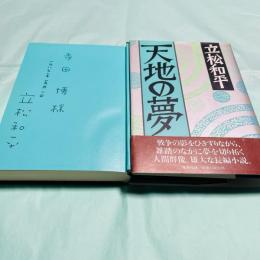 寺田博様
立松和平
立松和平
天地の夢
戦争の影をひきずりながら、
雑踏のなかに夢を切り拓く
人間群像。雄大な長編小説。